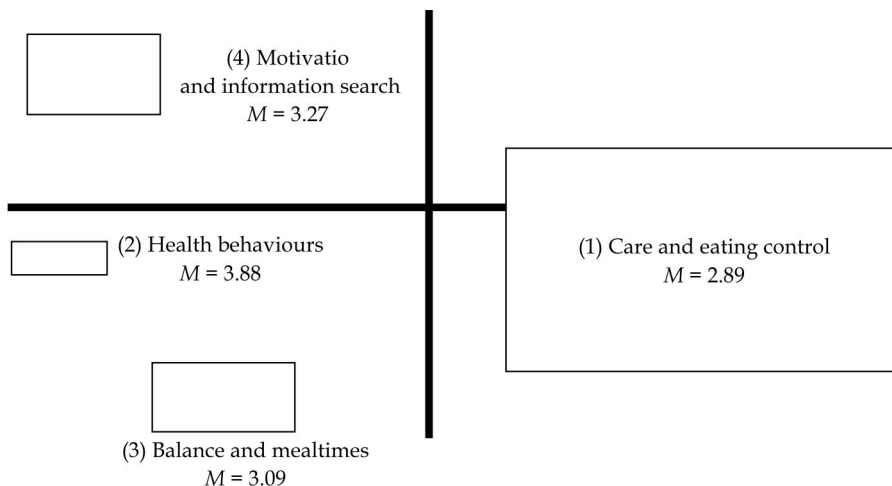 (4) Motivatio
and information search
M = 3.27
(2) Health behaviours
M = 3.88
(1) Care and eating control
M = 2.89
(3) Balance and mealtimes
M = 3.09